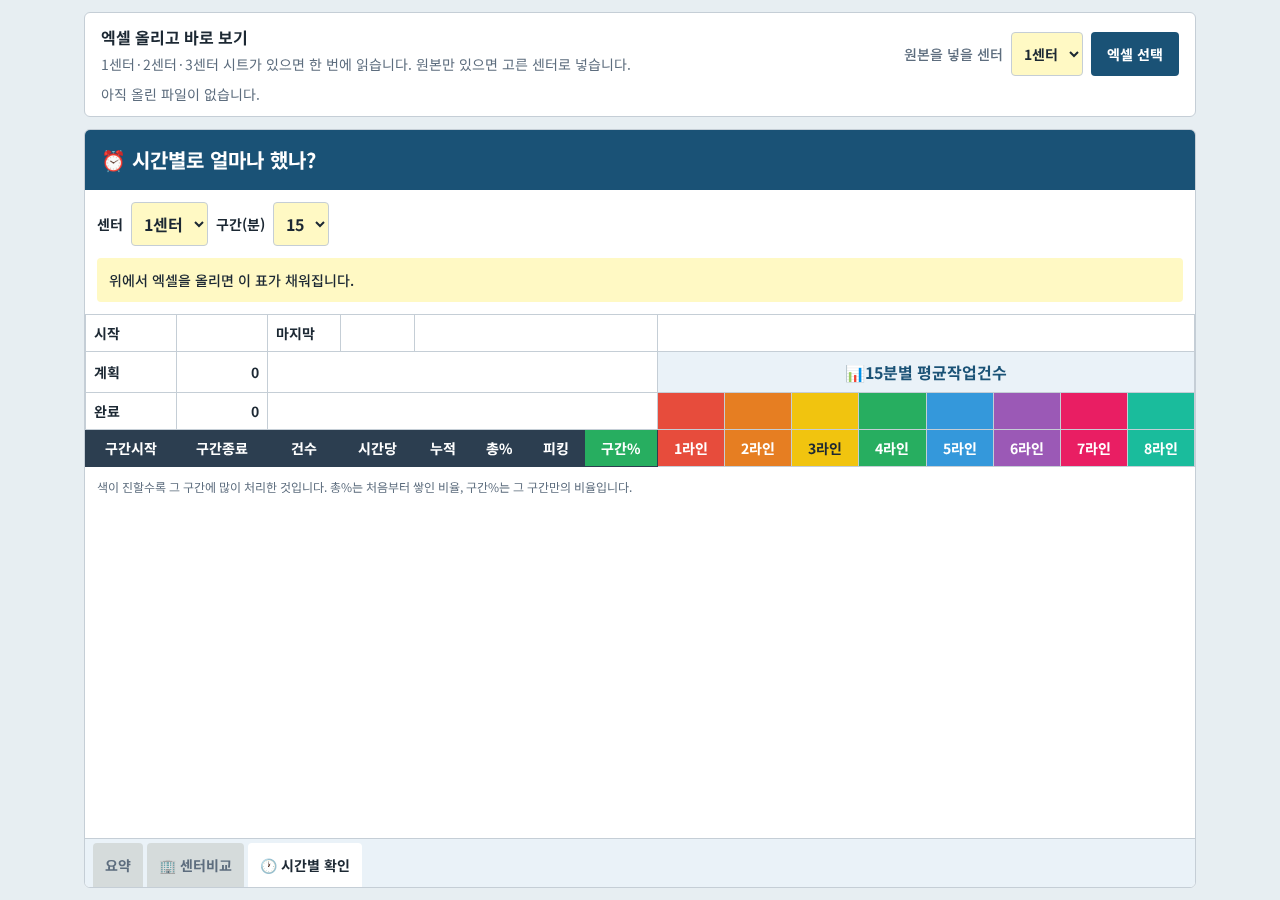 엑셀 올리고 바로 보기
1센터·2센터·3센터 시트가 있으면 한 번에 읽습니다. 원본만 있으면 고른 센터로 넣습니다.
원본을 넣을 센터 1센터 엑셀 선택
아직 올린 파일이 없습니다.
⏰ 시간별로 얼마나 했나?
센터 1센터 구간(분) 15
위에서 엑셀을 올리면 이 표가 채워집니다.
시작 마지막
계획 0 📊15분별 평균작업건수
완료 0
구간시작 구간종료 건수 시간당 누적 총% 피킹 구간% 1라인 2라인 3라인 4라인 5라인 6라인 7라인 8라인
색이 진할수록 그 구간에 많이 처리한 것입니다. 총%는 처음부터 쌓인 비율, 구간%는 그 구간만의 비율입니다.
요약 🏢 센터비교 🕐 시간별 확인